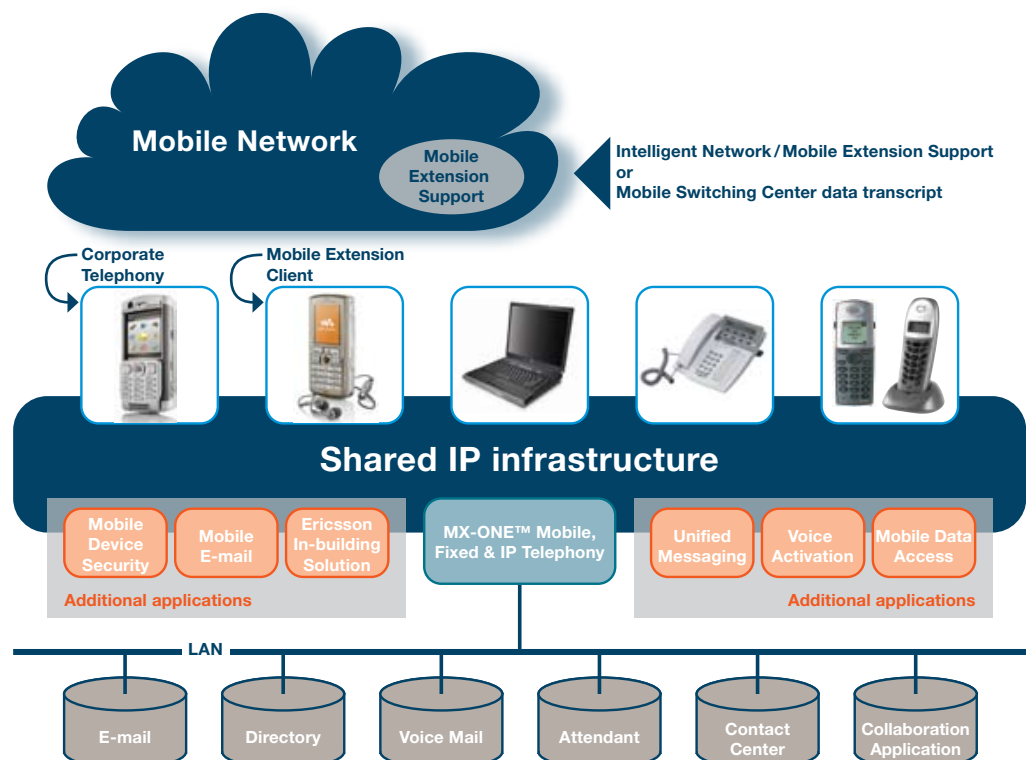 Mobile Network
Mobile
Extension
Support
Intelligent Network/Mobile Extension Support
or
Mobile Switching Center data transcript
Corporate
Telephony
Mobile Extension
Client
Shared IP infrastructure
Mobile
Device
Security
Mobile
E-mail
Ericsson
In-building
Solution
Additional applications
MX-ONE™ Mobile,
Fixed & IP Telephony
Unified
Messaging
Voice
Activation
Mobile Data
Access
Additional applications
LAN
E-mail
Directory
Voice Mail
Attendant
Contact
Center
Collaboration
Application